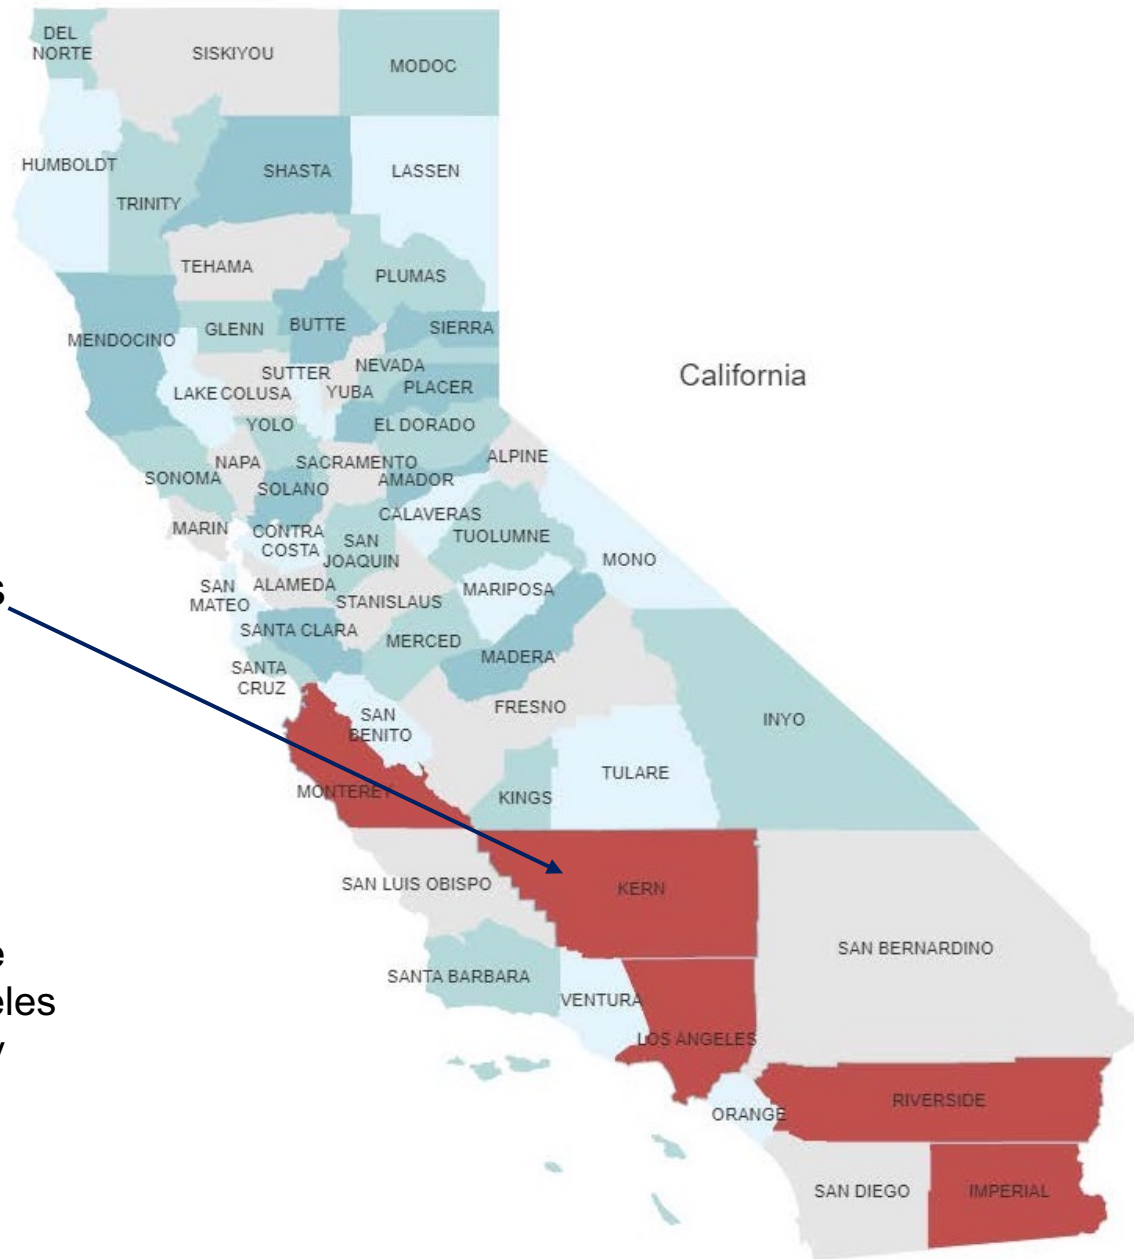 DEL
NORTE
SISKIYOU
MODOC
HUMBOLDT
TRINITY
SHASTA
LASSEN
TEHAMA
PLUMAS
MENDOCINO
GLENN
BUTTE
SIERRA
LAKE
COLUSA
SUTTER
YUBA
NEVADA
PLACER
California
YOLO
EL DORADO
SONOMA
NAPA
SOLANO
SACRAMENTO
AMADOR
ALPINE
MARIN
CONTRA
COSTA
SAN
JOAQUIN
CALAVERAS
TUOLUMNE
MONO
SAN
MATEO
ALAMEDA
STANISLAUS
MARIPOSA
SANTA CLARA
MERCED
MADERA
SANTA
CRUZ
SAN
BENITO
FRESNO
INYO
MONTEREY
KINGS
TULARE
SAN LUIS OBISPO
KERN
SAN BERNARDINO
SANTA BARBARA
VENTURA
LOS ANGELES
ORANGE
RIVERSIDE
SAN DIEGO
IMPERIAL